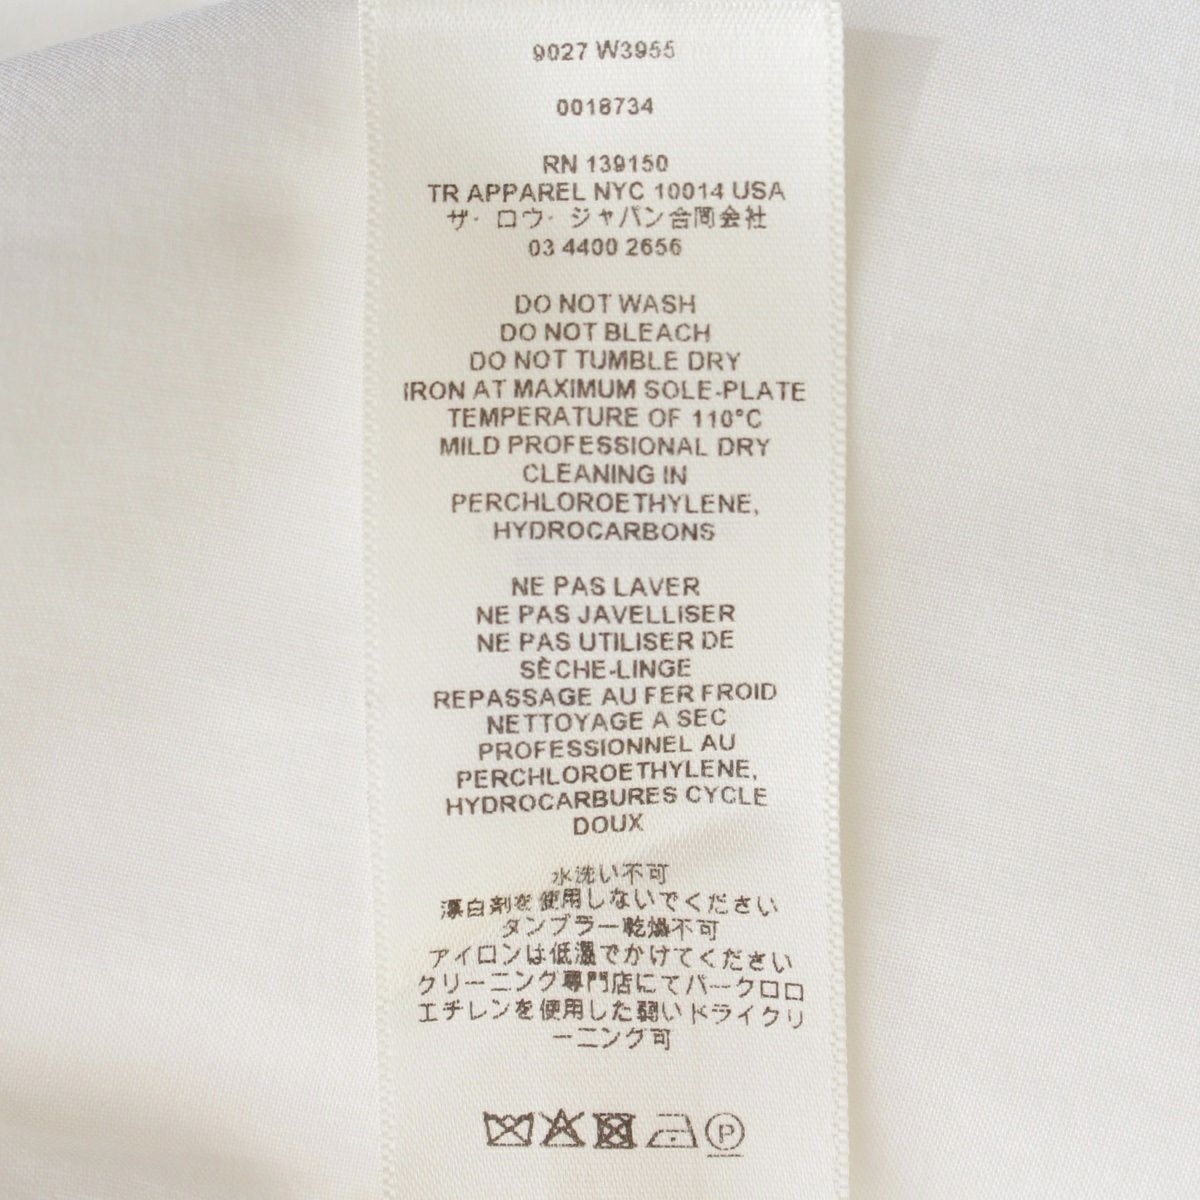 9027 W3955
0018734
RN 139150
TR APPAREL NYC 10014 USA
ザ・ロウ・ジャパン合同会社
03 4400 2656
DO NOT WASH
DO NOT BLEACH
DO NOT TUMBLE DRY
IRON AT MAXIMUM SOLE-PLATE
TEMPERATURE OF 110°C
MILD PROFESSIONAL DRY
CLEANING IN
PERCHLOROETHYLENE,
HYDROCARBONS
NE PAS LAVER
NE PAS JAVELLISER
NE PAS UTILISER DE
SÈCHE-LINGE
REPASSAGE AU FER FROID
NETTOYAGE A SEC
PROFESSIONNEL AU
PERCHLOROETHYLENE,
HYDROCARBURES CYCLE
DOUX
水洗い不可
漂白剤を使用しないでください
タンブラー乾燥不可
アイロンは低温でかけてください
クリーニング専門店にてパークロロ
エチレンを使用した弱いドライクリ
ーニング可
P